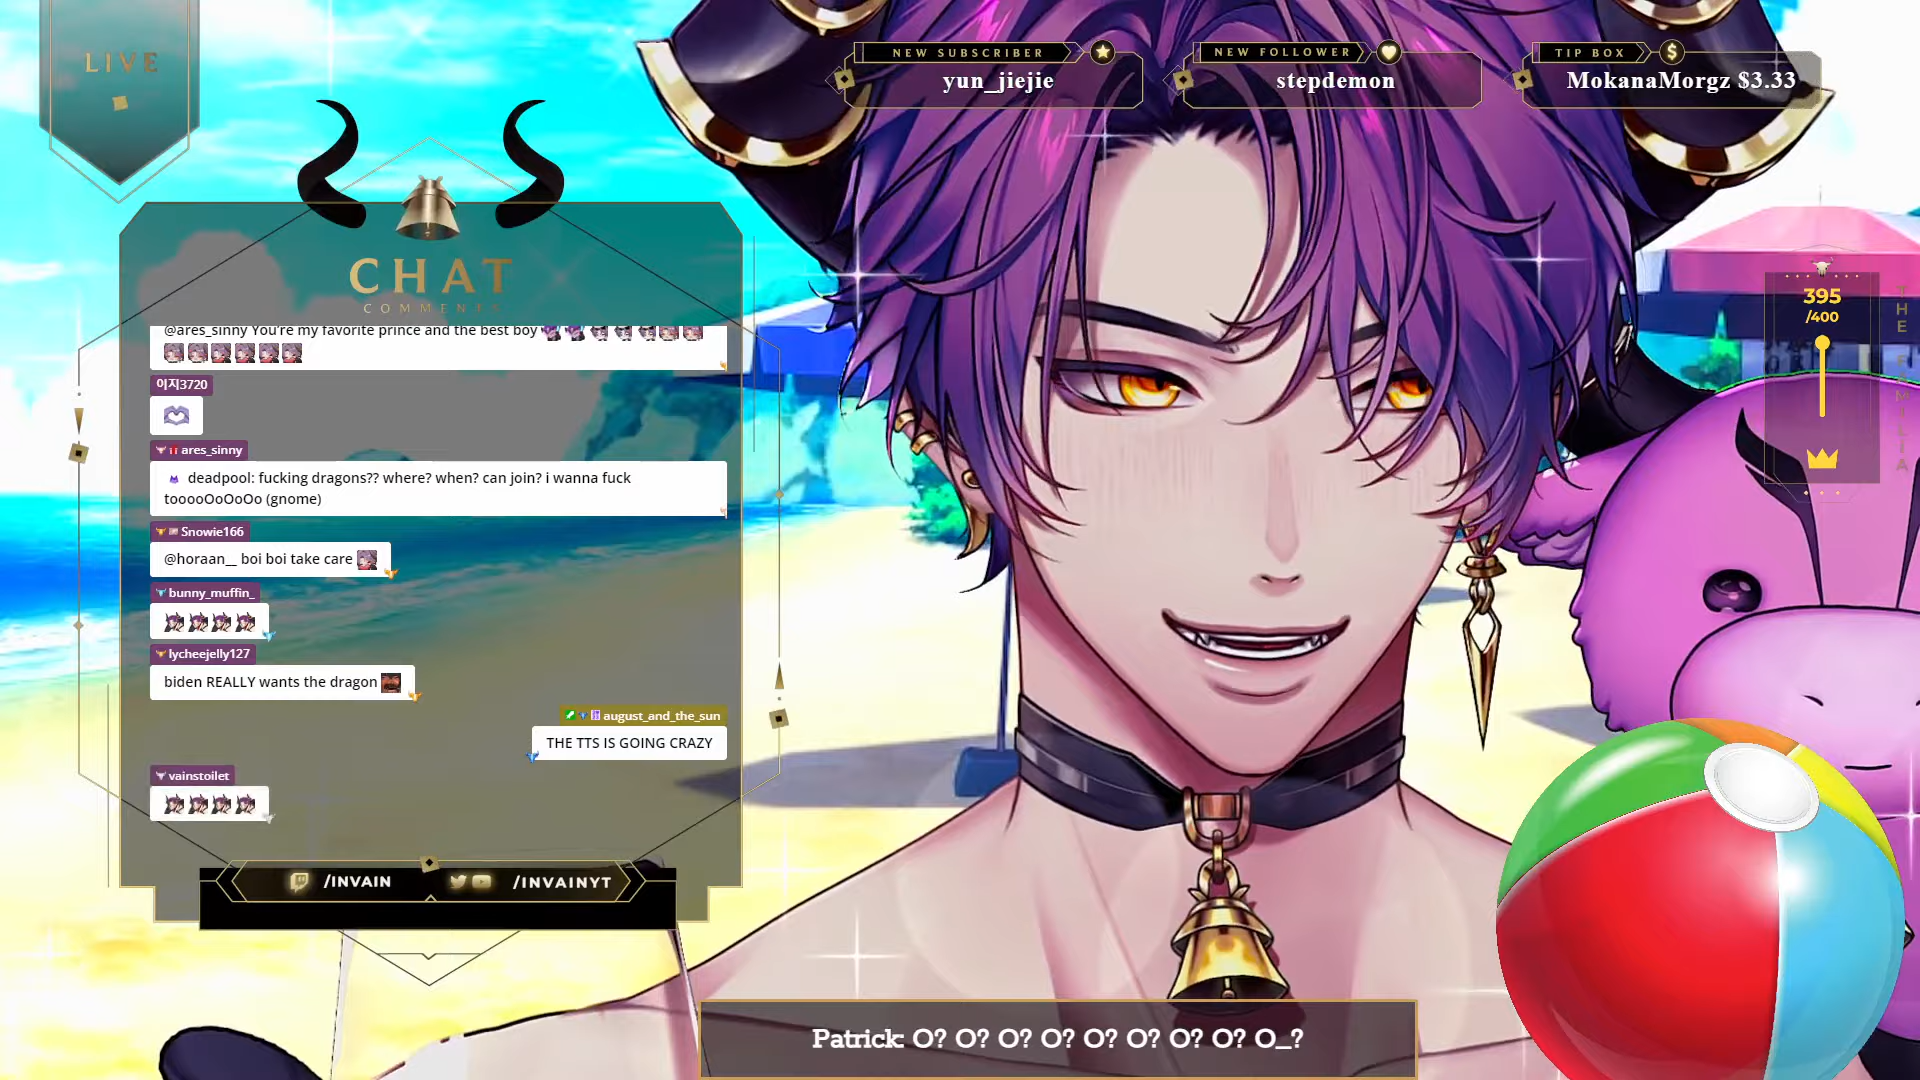 LIVE
NEW SUBSCRIBER
yun_jiejie
NEW FOLLOWER
stepdemon
TIP BOX
$
MokanaMorgz $3.33
CHAT
COMMENTS
@ares_sinny You're my favorite prince and the best boy
이지3720
ares_sinny
deadpool: fucking dragons?? where? when? can join? i wanna fuck
tooooOoOoOo (gnome)
Snowie166
@horaan__ boi boi take care
bunny_muffin_
lycheejelly127
biden REALLY wants the dragon
august_and_the_sun
THE TTS IS GOING CRAZY
vainstoilet
/INVAIN
/INVAINYT
395
/400
THE FAMILIA
Patrick: O? O? O? O? O? O? O? O? O_?